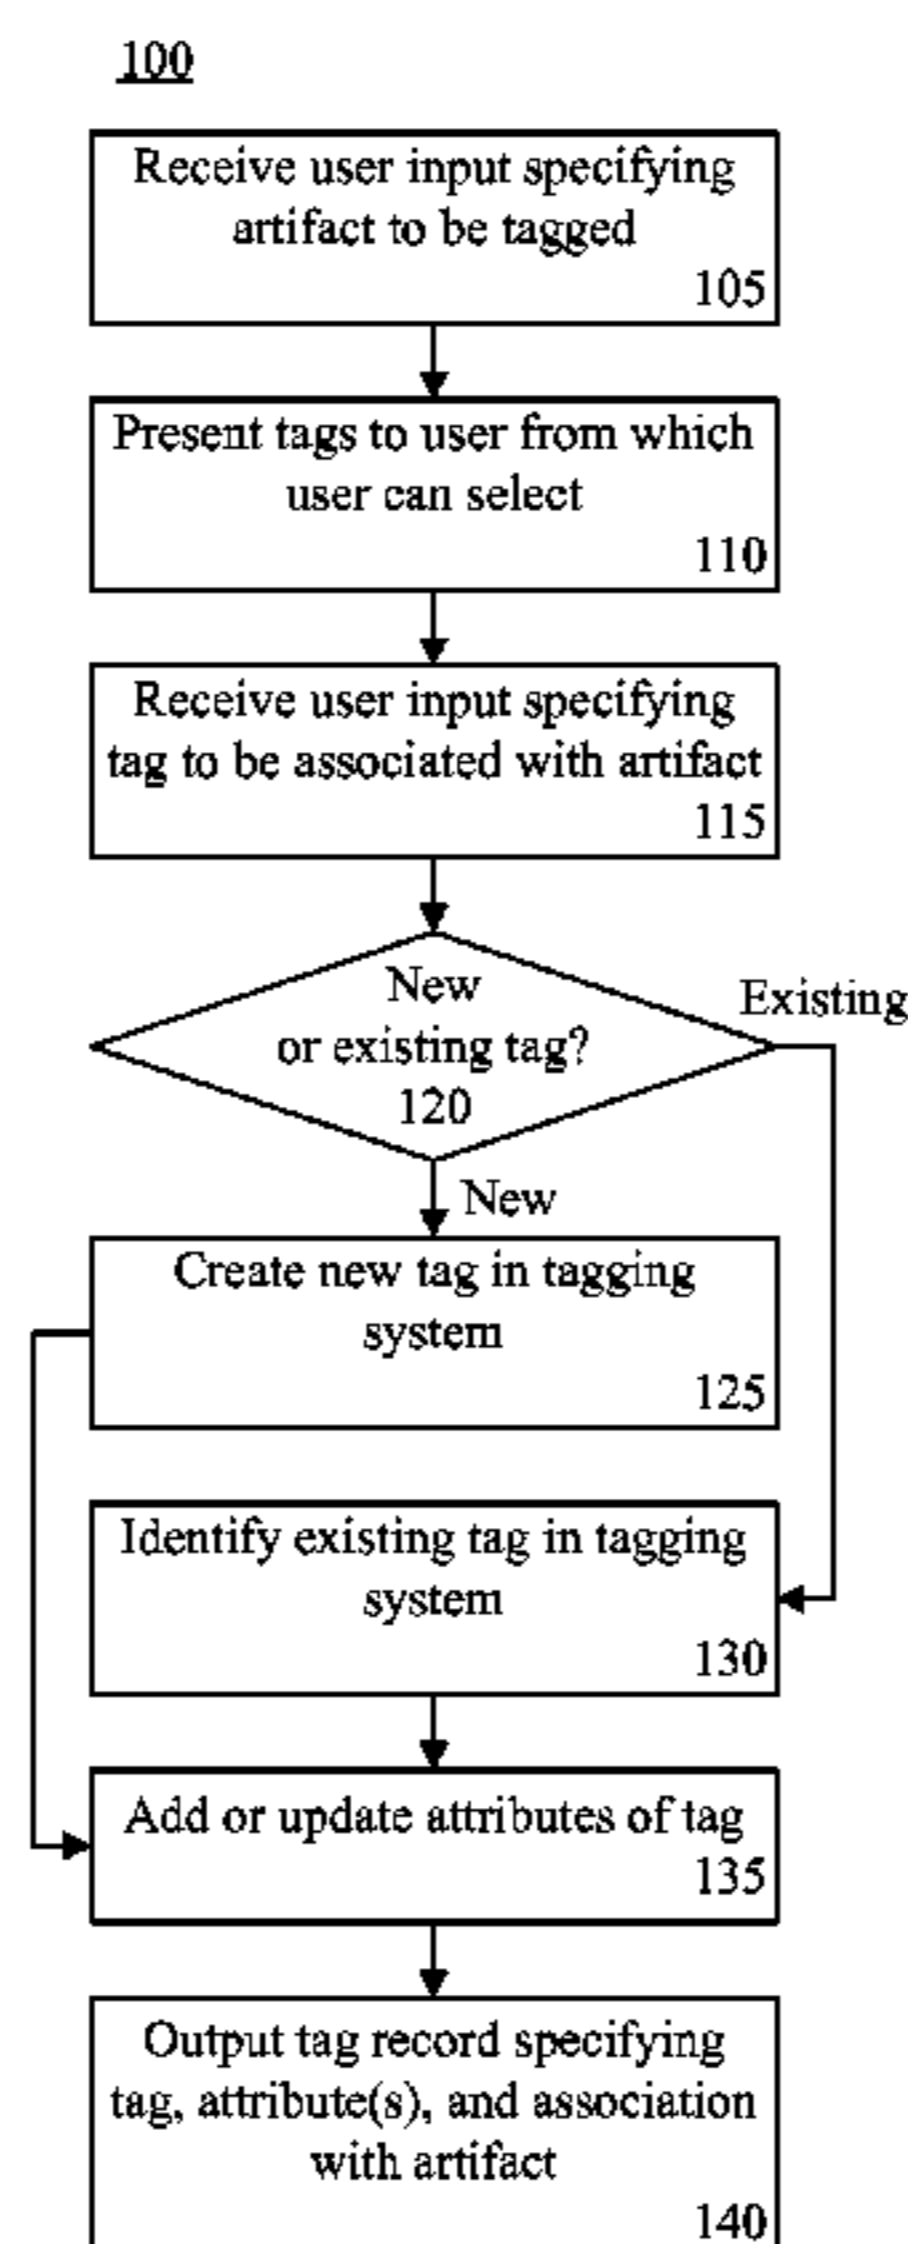 100
Receive user input specifying
artifact to be tagged
105
Present tags to user from which
user can select
110
Receive user input specifying
tag to be associated with artifact
115
New
or existing tag?
120
Existing
New
Create new tag in tagging
system
125
Identify existing tag in tagging
system
130
Add or update attributes of tag
135
Output tag record specifying
tag, attribute(s), and association
with artifact
140